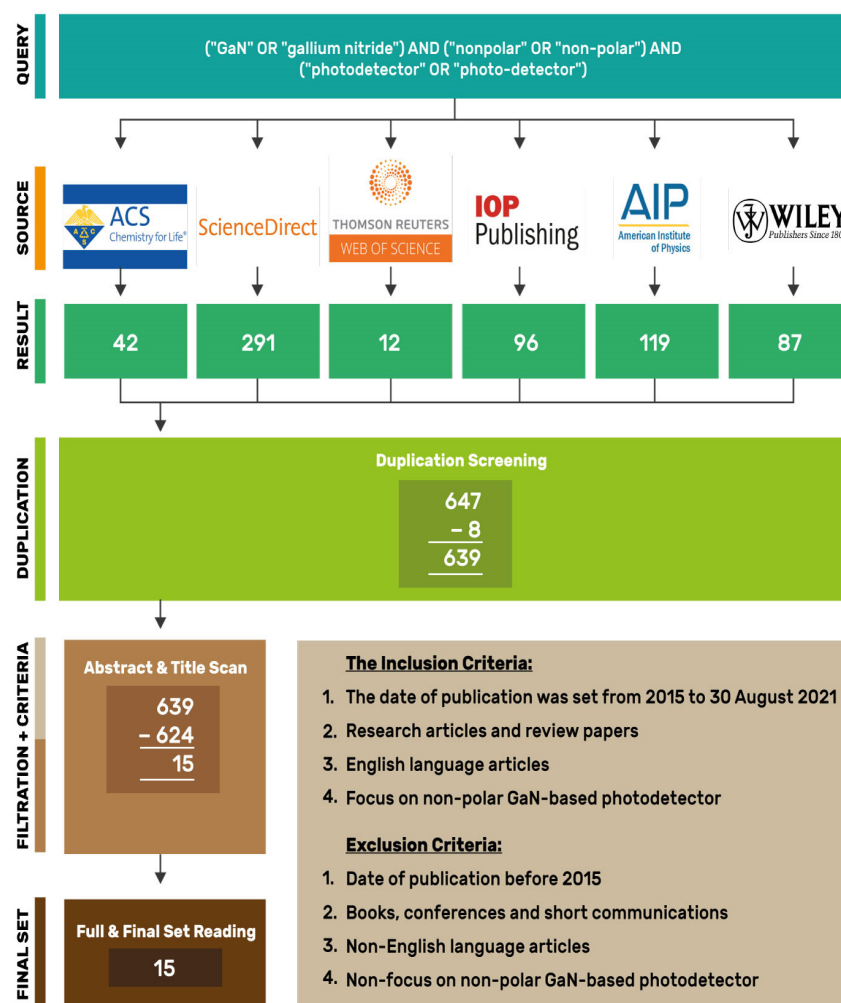 QUERY
("GaN" OR "gallium nitride") AND ("nonpolar" OR "non-polar") AND
("photodetector" OR "photo-detector")
SOURCE
ACS
Chemistry for Life®
ScienceDirect
THOMSON REUTERS
WEB OF SCIENCE
IOP
Publishing
AIP
American Institute
of Physics
WILEY
Publishers Since 180
RESULT
42
291
12
96
119
87
DUPLICATION
Duplication Screening
647
– 8
639
FILTRATION + CRITERIA
Abstract & Title Scan
639
– 624
15
The Inclusion Criteria:
1. The date of publication was set from 2015 to 30 August 2021
2. Research articles and review papers
3. English language articles
4. Focus on non-polar GaN-based photodetector
Exclusion Criteria:
1. Date of publication before 2015
2. Books, conferences and short communications
3. Non-English language articles
4. Non-focus on non-polar GaN-based photodetector
FINAL SET
Full & Final Set Reading
15